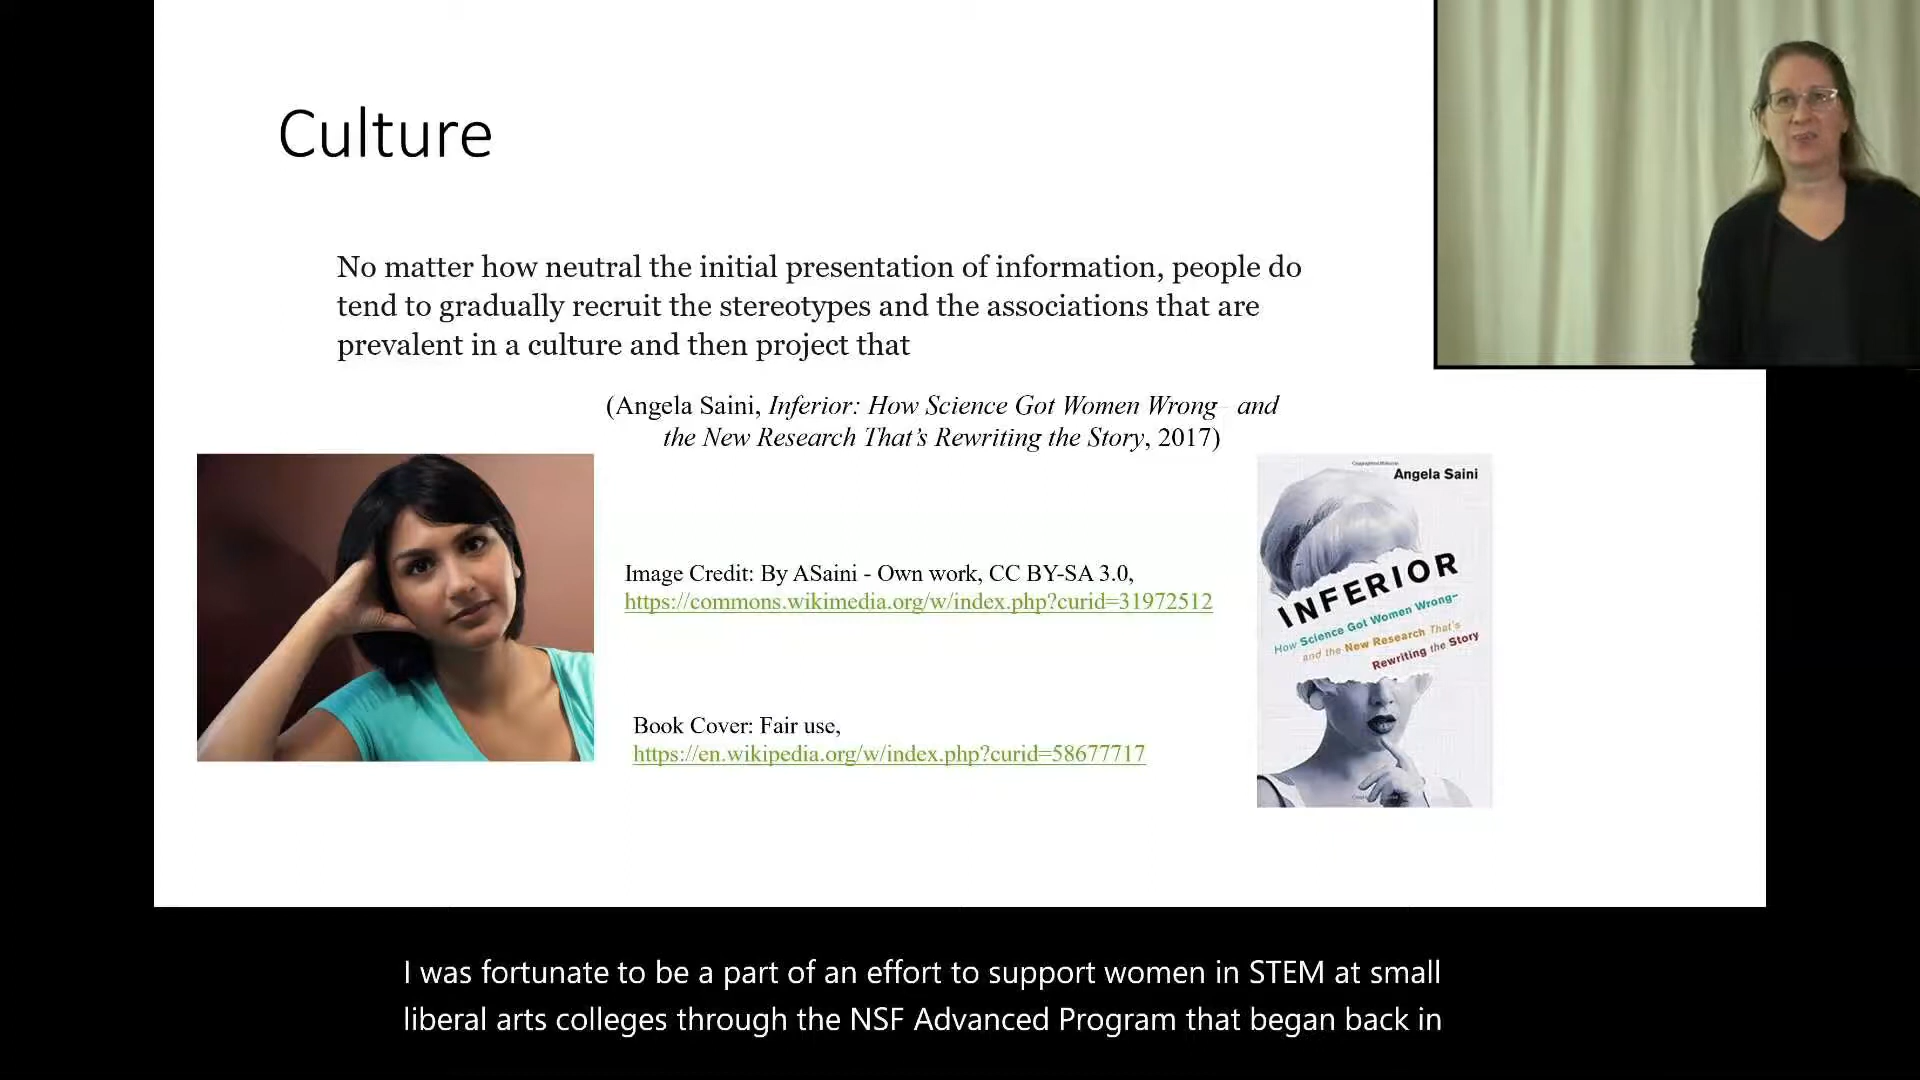 Culture
No matter how neutral the initial presentation of information, people do
tend to gradually recruit the stereotypes and the associations that are
prevalent in a culture and then project that
(Angela Saini, Inferior: How Science Got Women Wrong– and
the New Research That's Rewriting the Story, 2017)
Image Credit: By ASaini - Own work, CC BY-SA 3.0,
https://commons.wikimedia.org/w/index.php?curid=31972512
Book Cover: Fair use,
https://en.wikipedia.org/w/index.php?curid=58677717
Angela Saini
INFERIOR
How Science Got Women Wrong–
and the New Research That's
Rewriting the Story
I was fortunate to be a part of an effort to support women in STEM at small
liberal arts colleges through the NSF Advanced Program that began back in